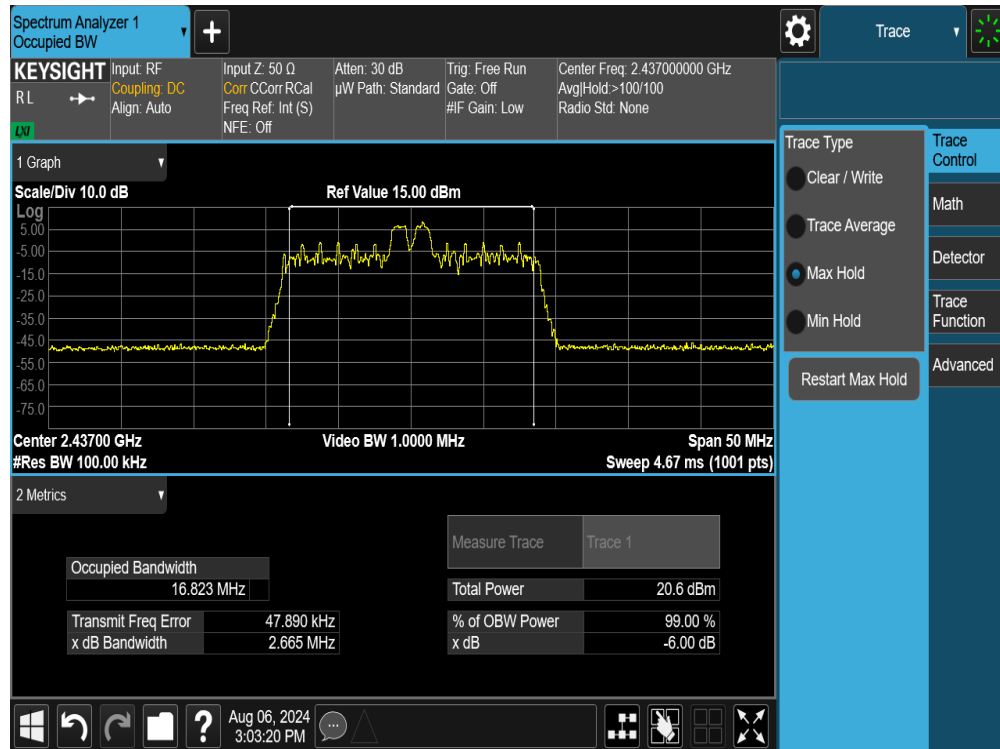 Spectrum Analyzer 1
Occupied BW
Trace
KEYSIGHT
RL
LXI
Input: RF
Coupling: DC
Align: Auto
Input Z: 50 Ω
Corr CCorr RCal
Freq Ref: Int (S)
NFE: Off
Atten: 30 dB
µW Path: Standard
Trig: Free Run
Gate: Off
#IF Gain: Low
Center Freq: 2.437000000 GHz
Avg|Hold:>100/100
Radio Std: None
1 Graph
Scale/Div 10.0 dB
Ref Value 15.00 dBm
Log
5.00
-5.00
-15.0
-25.0
-35.0
-45.0
-55.0
-65.0
-75.0
Center 2.43700 GHz
Video BW 1.0000 MHz
Span 50 MHz
#Res BW 100.00 kHz
Sweep 4.67 ms (1001 pts)
2 Metrics
Measure Trace
Trace 1
Occupied Bandwidth
16.823 MHz
Total Power
20.6 dBm
Transmit Freq Error
47.890 kHz
% of OBW Power
99.00 %
x dB Bandwidth
2.665 MHz
x dB
-6.00 dB
Trace Type
Clear / Write
Trace Average
Max Hold
Min Hold
Restart Max Hold
Trace
Control
Math
Detector
Trace
Function
Advanced
?
Aug 06, 2024
3:03:20 PM